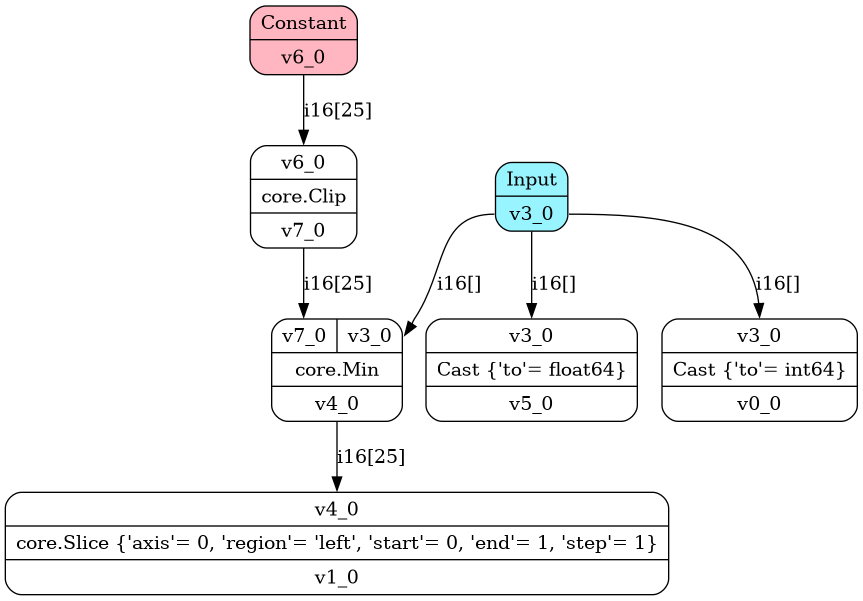 Constant
v6_0
i16[25]
v6_0
core.Clip
v7_0
Input
v3_0
i16[25]
i16[]
i16[]
i16[]
v7_0 v3_0
core.Min
v4_0
v3_0
Cast {'to'= float64}
v5_0
v3_0
Cast {'to'= int64}
v0_0
i16[25]
v4_0
core.Slice {'axis'= 0, 'region'= 'left', 'start'= 0, 'end'= 1, 'step'= 1}
v1_0